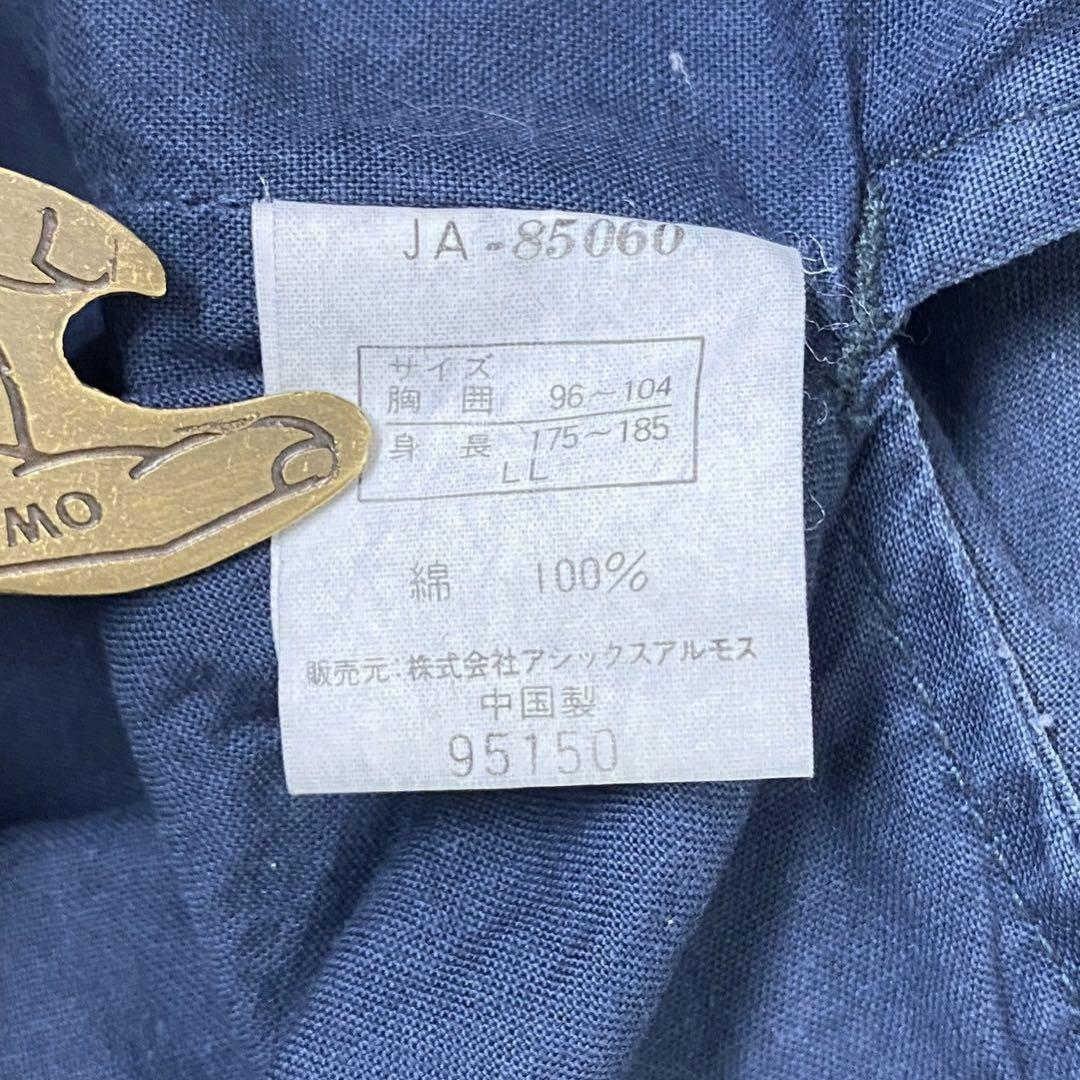 JA-85060
サイズ
胸囲 96～104
身長 175～185
LL
綿 100%
販売元:株式会社アシックスアルモス
中国製
95150
OWN